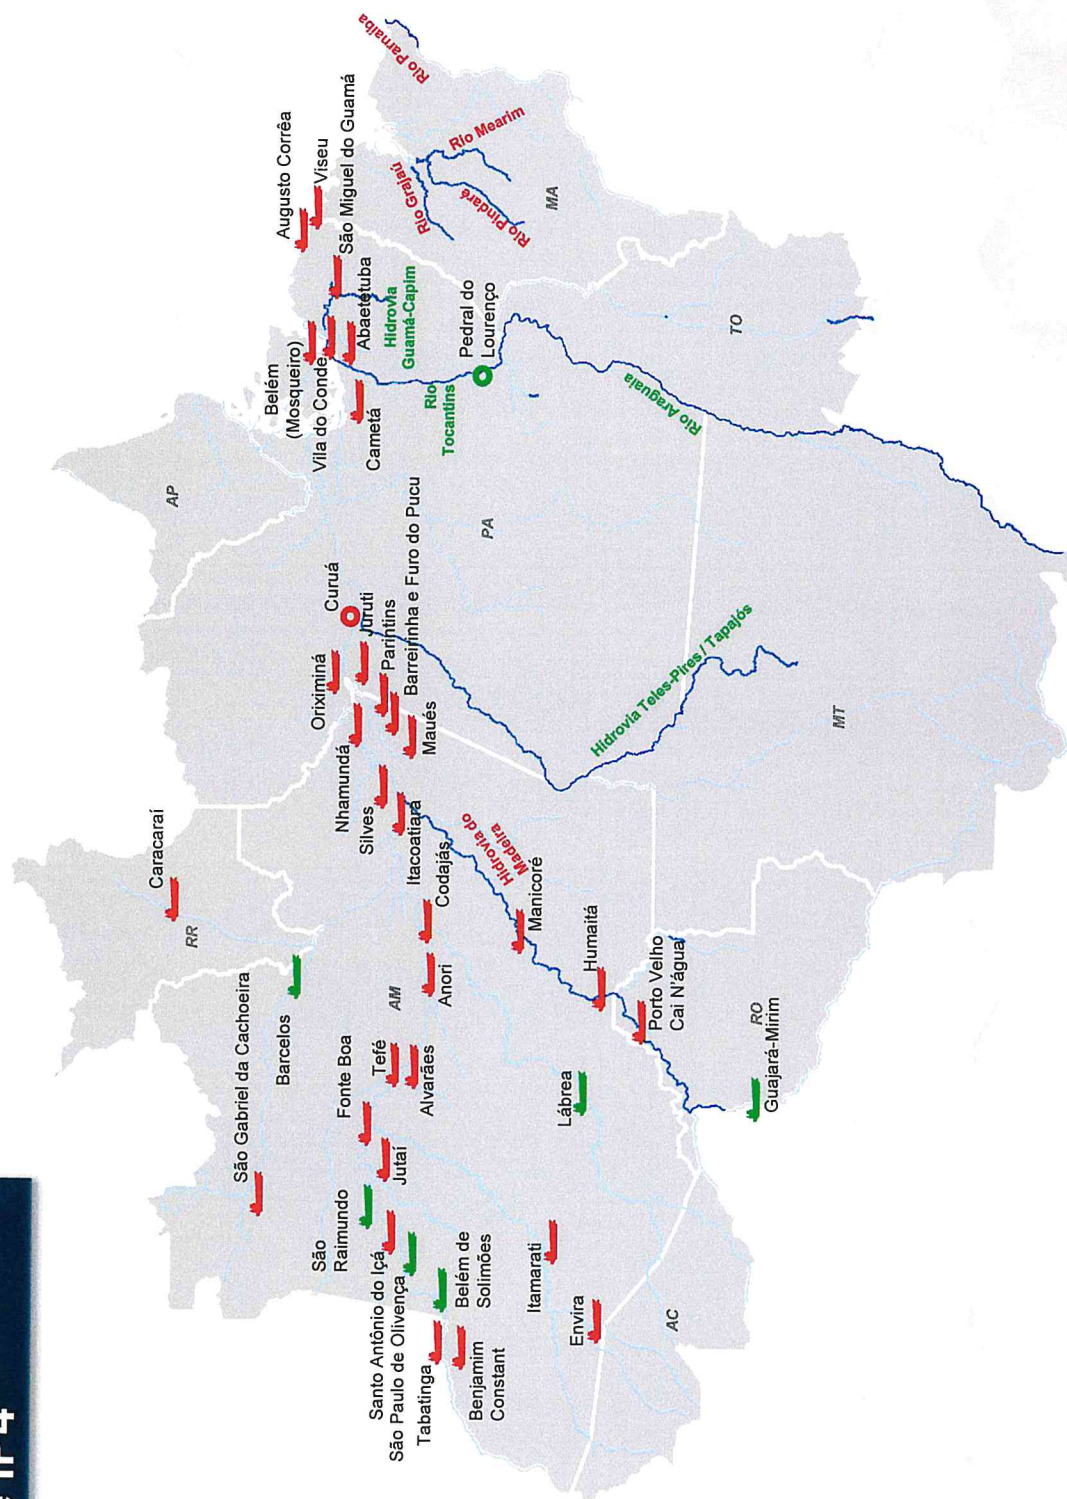 IP4
Caracaraí
RR
AP
São Gabriel da Cachoeira
Barcelos
AM
São
Raimundo
Fonte Boa
Tefé
Alvarães
Jutaí
Santo Antônio do Içá
São Paulo de Olivença
Tabatinga
Belém de
Solimões
Benjamim
Constant
Itamarati
Envira
AC
Lábrea
Anori
Codajás
Itacoatiara
Silves
Nhamundá
Oriximiná
Curuá
Juruti
Parintins
Barreirinha e Furo do Pucu
Maués
Hidrovia do
Madeira
Manicoré
Humaitá
Porto Velho
Cai N'água
RO
Guajará-Mirim
Hidrovia Teles-Pires / Tapajós
MT
PA
Belém
(Mosqueiro)
Vila do Conde
Cametá
Abaetetuba
São Miguel do Guamá
Viseu
Augusto Corrêa
Hidrovia
Guamá-Capim
Rio
Tocantins
Pedral do
Lourenço
Rio Araguaia
TO
MA
Rio Grajaú
Rio Pindaré
Rio Mearim
Rio Parnaíba